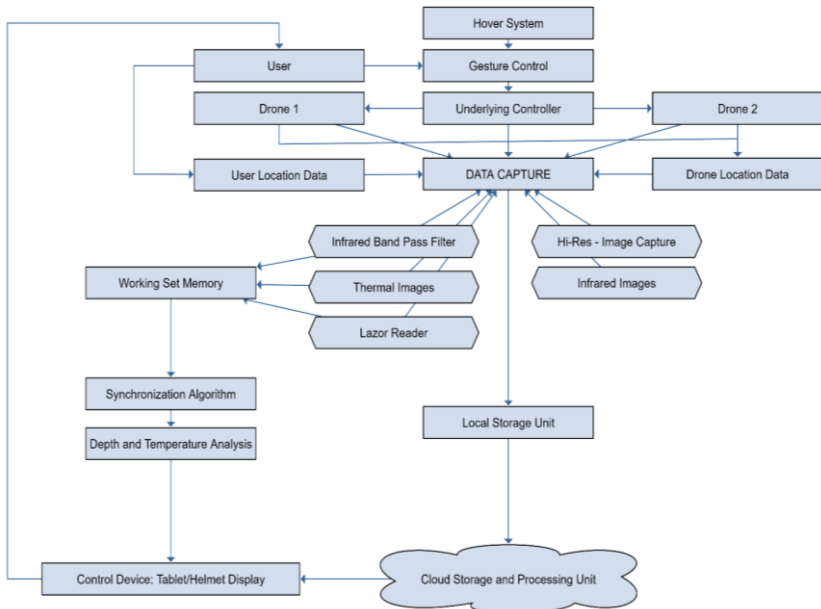 Hover System
User
Gesture Control
Drone 1
Underlying Controller
Drone 2
User Location Data
DATA CAPTURE
Drone Location Data
Infrared Band Pass Filter
Hi-Res - Image Capture
Working Set Memory
Thermal Images
Infrared Images
Lazor Reader
Synchronization Algorithm
Local Storage Unit
Depth and Temperature Analysis
Control Device: Tablet/Helmet Display
Cloud Storage and Processing Unit